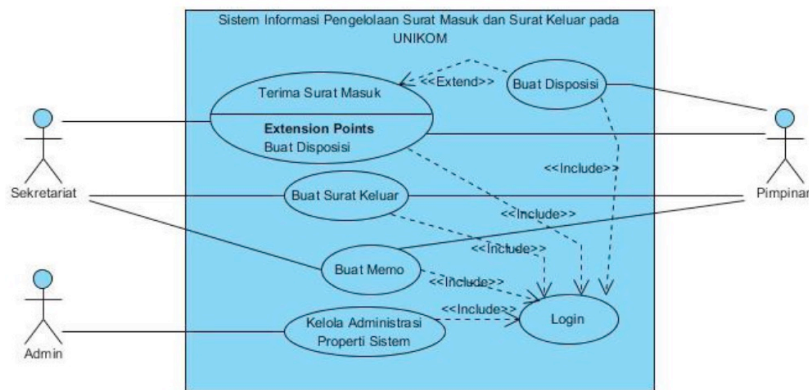 Sistem Informasi Pengelolaan Surat Masuk dan Surat Keluar pada
UNIKOM
Terima Surat Masuk
Extension Points
Buat Disposisi
<<Extend>>
Buat Disposisi
Sekretariat
Pimpinan
<<Include>>
Buat Surat Keluar
<<Include>>
<<Include>>
Buat Memo
<<Include>>
<<Include>>
Kelola Administrasi
Properti Sistem
Login
Admin